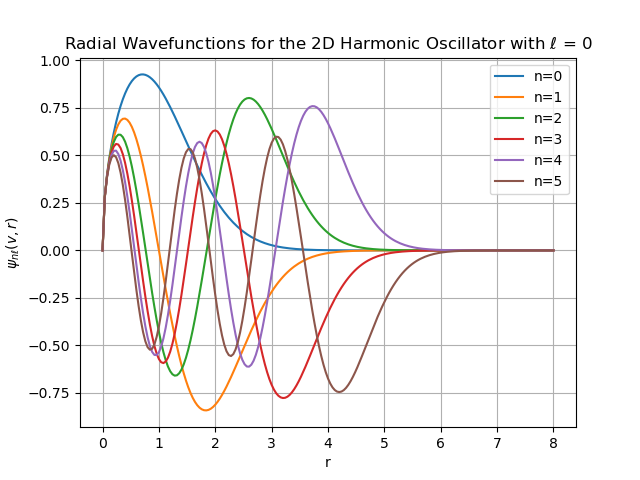 Radial Wavefunctions for the 2D Harmonic Oscillator with ℓ = 0
1.00
0.75
0.50
0.25
0.00
−0.25
−0.50
−0.75
ψnl(v, r)
0 1 2 3 4 5 6 7 8
r
n=0
n=1
n=2
n=3
n=4
n=5